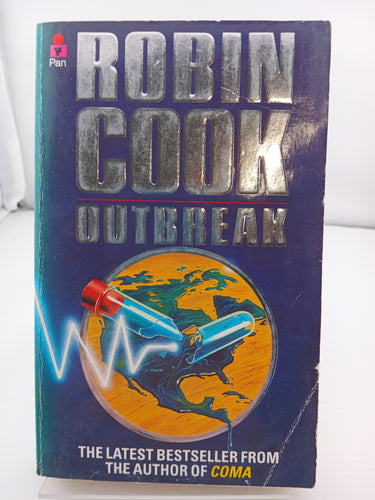 Pan
ROBIN
COOK
OUTBREAK
THE LATEST BESTSELLER FROM
THE AUTHOR OF COMA